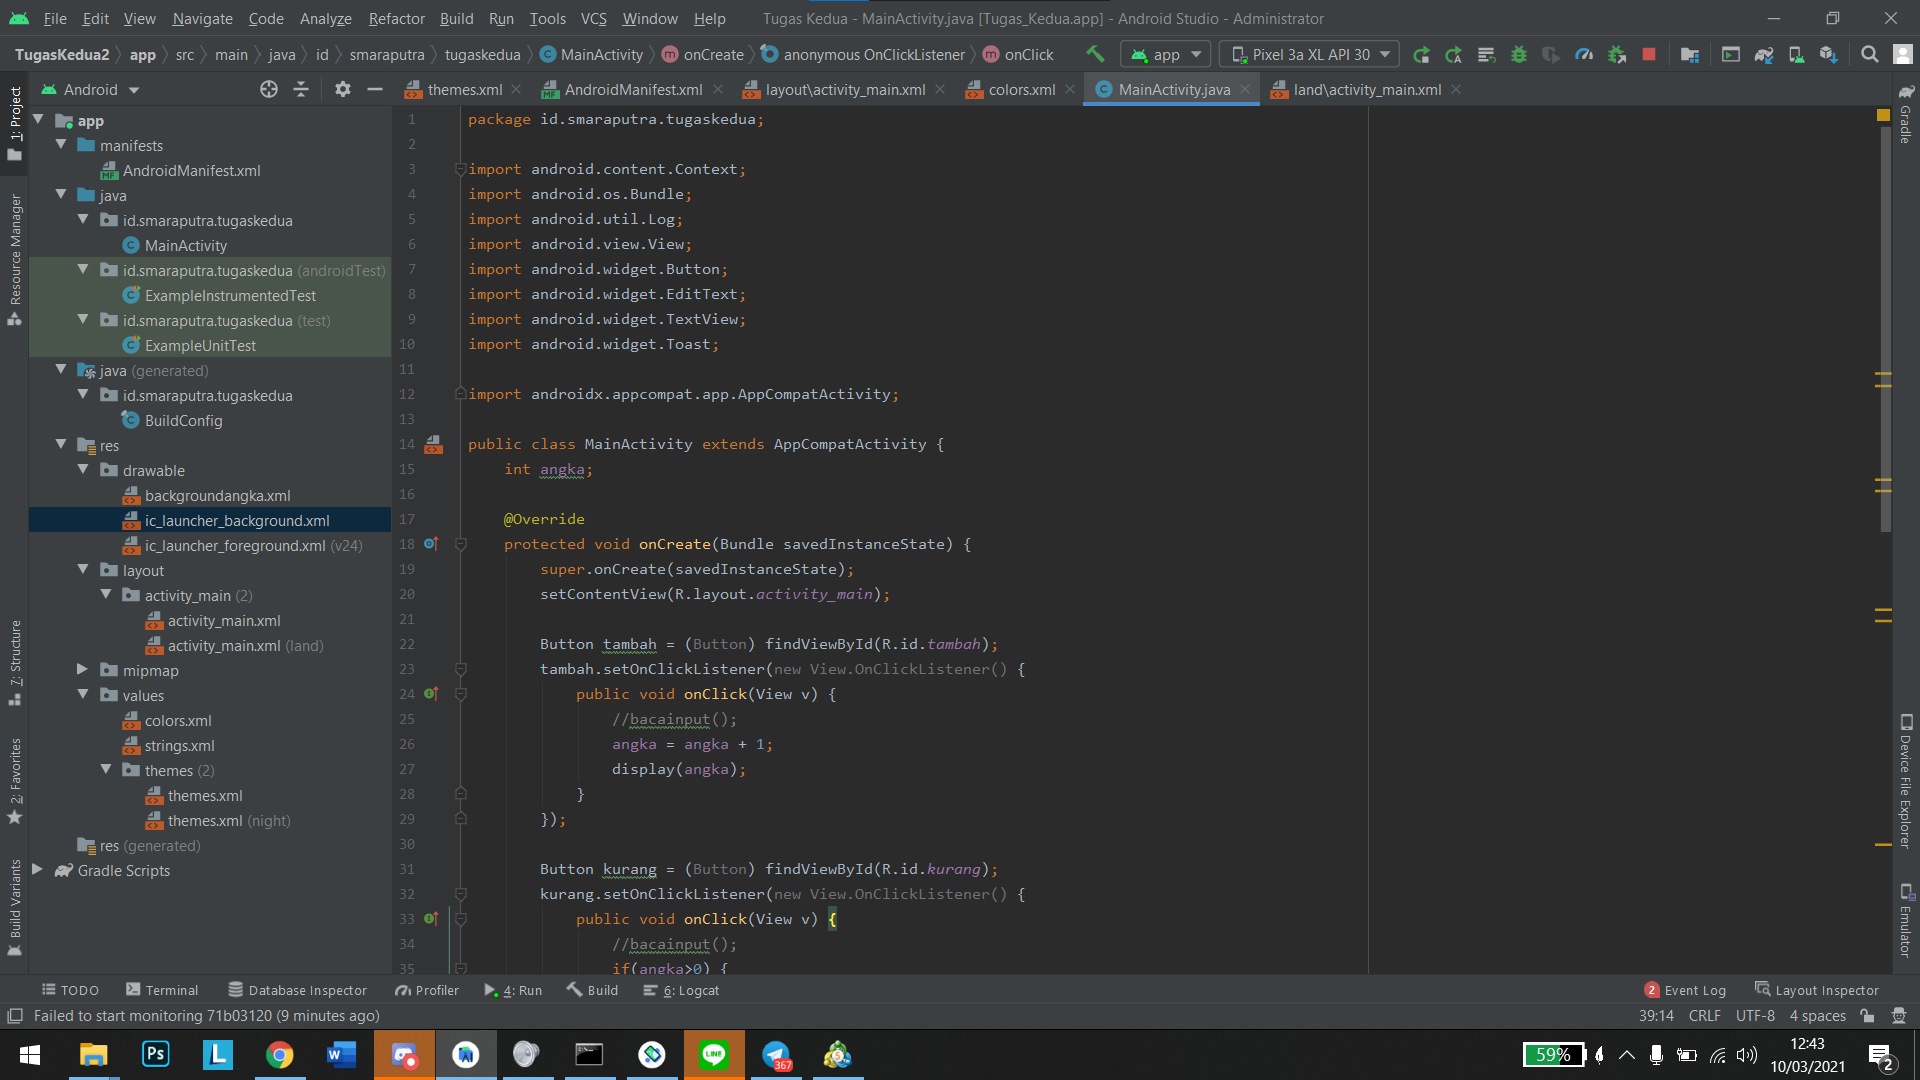 File Edit View Navigate Code Analyze Refactor Build Run Tools VCS Window Help Tugas Kedua - MainActivity.java [Tugas_Kedua.app] - Android Studio - Administrator
TugasKedua2 app src main java id smaraputra tugaskedua MainActivity onCreate anonymous OnClickListener onClick app Pixel 3a XL API 30
Android themes.xml AndroidManifest.xml layout\activity_main.xml colors.xml MainActivity.java land\activity_main.xml
1: Project
Resource Manager
7: Structure
2: Favorites
Build Variants
app
manifests
AndroidManifest.xml
java
id.smaraputra.tugaskedua
MainActivity
id.smaraputra.tugaskedua (androidTest)
ExampleInstrumentedTest
id.smaraputra.tugaskedua (test)
ExampleUnitTest
java (generated)
id.smaraputra.tugaskedua
BuildConfig
res
drawable
backgroundangka.xml
ic_launcher_background.xml
ic_launcher_foreground.xml (v24)
layout
activity_main (2)
activity_main.xml
activity_main.xml (land)
mipmap
values
colors.xml
strings.xml
themes (2)
themes.xml
themes.xml (night)
res (generated)
Gradle Scripts
1 package id.smaraputra.tugaskedua;
2
3 import android.content.Context;
4 import android.os.Bundle;
5 import android.util.Log;
6 import android.view.View;
7 import android.widget.Button;
8 import android.widget.EditText;
9 import android.widget.TextView;
10 import android.widget.Toast;
11
12 import androidx.appcompat.app.AppCompatActivity;
13
14 public class MainActivity extends AppCompatActivity {
15 int angka;
16
17 @Override
18 protected void onCreate(Bundle savedInstanceState) {
19 super.onCreate(savedInstanceState);
20 setContentView(R.layout.activity_main);
21
22 Button tambah = (Button) findViewById(R.id.tambah);
23 tambah.setOnClickListener(new View.OnClickListener() {
24 public void onClick(View v) {
25 //bacainput();
26 angka = angka + 1;
27 display(angka);
28 }
29 });
30
31 Button kurang = (Button) findViewById(R.id.kurang);
32 kurang.setOnClickListener(new View.OnClickListener() {
33 public void onClick(View v) {
34 //bacainput();
35 if(angka>0) {
Gradle
Device File Explorer
Emulator
TODO Terminal Database Inspector Profiler 4: Run Build 6: Logcat 2 Event Log Layout Inspector
Failed to start monitoring 71b03120 (9 minutes ago) 39:14 CRLF UTF-8 4 spaces
Ps L W LINE 367 59% 12:43
10/03/2021 2